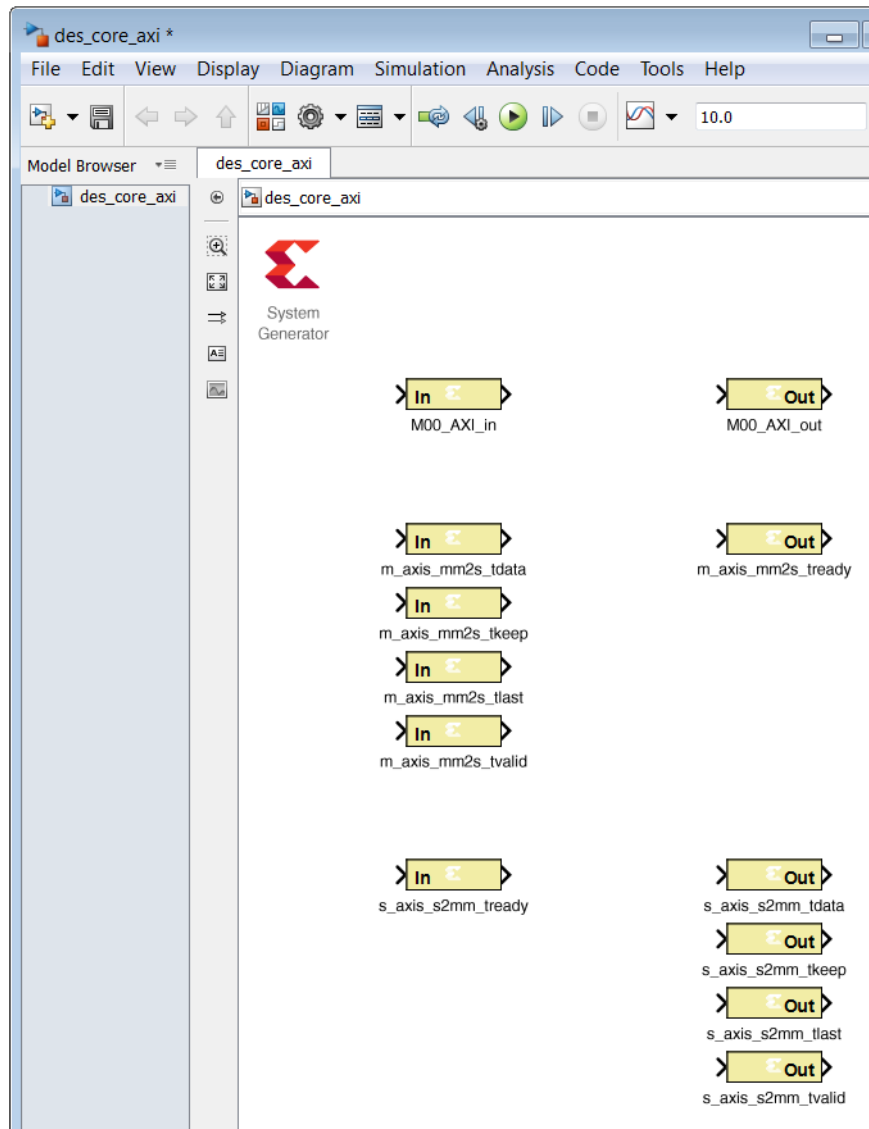 des_core_axi *
File Edit View Display Diagram Simulation Analysis Code Tools Help
10.0
Model Browser
des_core_axi
des_core_axi
des_core_axi
System
Generator
In
M00_AXI_in
Out
M00_AXI_out
In
m_axis_mm2s_tdata
Out
m_axis_mm2s_tready
In
m_axis_mm2s_tkeep
In
m_axis_mm2s_tlast
In
m_axis_mm2s_tvalid
In
s_axis_s2mm_tready
Out
s_axis_s2mm_tdata
Out
s_axis_s2mm_tkeep
Out
s_axis_s2mm_tlast
Out
s_axis_s2mm_tvalid